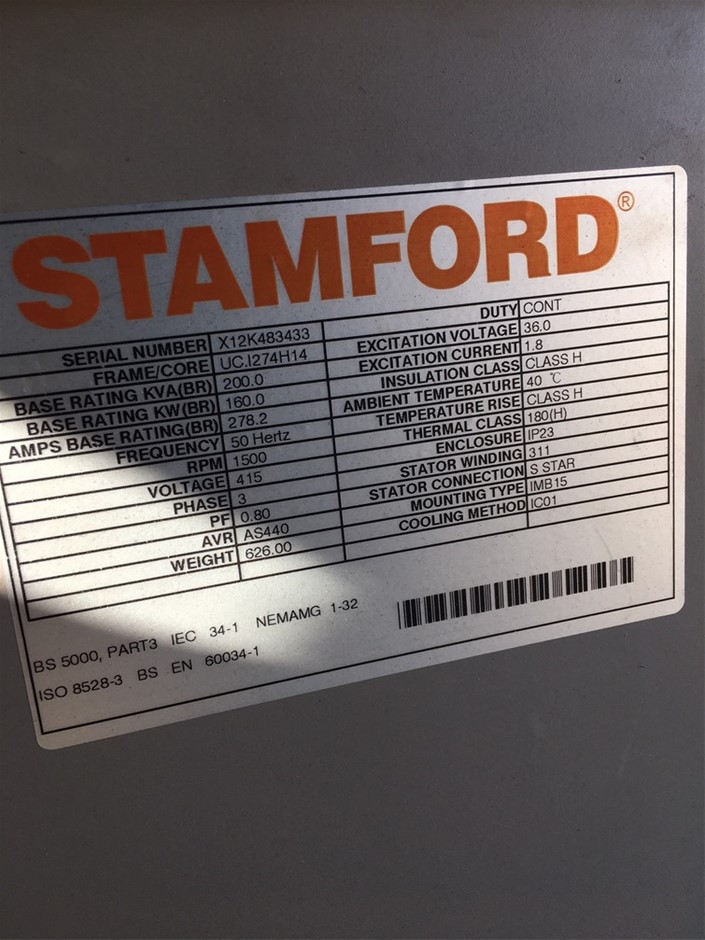 STAMFORD®
SERIAL NUMBER X12K483433
FRAME/CORE UC.I274H14
BASE RATING KVA(BR) 200.0
BASE RATING KW(BR) 160.0
AMPS BASE RATING(BR) 278.2
FREQUENCY 50 Hertz
RPM 1500
VOLTAGE 415
PHASE 3
PF 0.80
AVR AS440
WEIGHT 626.00
DUTY CONT
EXCITATION VOLTAGE 36.0
EXCITATION CURRENT 1.8
INSULATION CLASS CLASS H
AMBIENT TEMPERATURE 40 ℃
TEMPERATURE RISE CLASS H
THERMAL CLASS 180(H)
ENCLOSURE IP23
STATOR WINDING 311
STATOR CONNECTION S STAR
MOUNTING TYPE IMB15
COOLING METHOD IC01
BS 5000, PART3 IEC 34-1 NEMAMG 1-32
ISO 8528-3 BS EN 60034-1